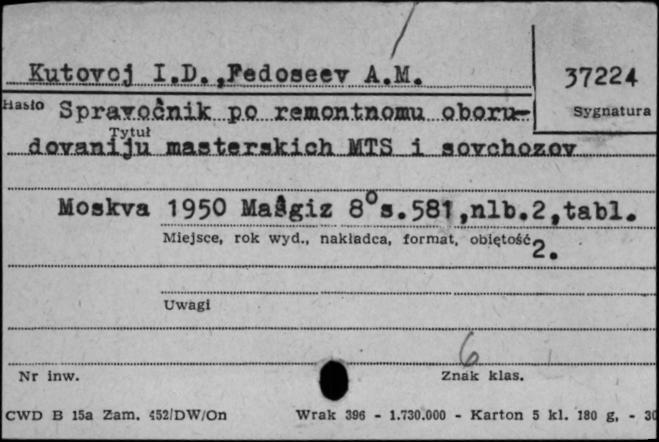 Kutovoj I.D.,Fedoseev A.M.
37224
Hasło Spravočnik po remontnomu oboru-
Sygnatura
Tytuł
dovaniju masterskich MTS i sovchozov
Moskva 1950 Mašgiz 8° s.581,nlb.2,tabl.
Miejsce, rok wyd., nakładca, format, objętość
2.
Uwagi
6
Nr inw.
Znak klas.
CWD B 15a Zam. 452/DW/On Wrak 396 - 1.730.000 - Karton 5 kl. 180 g, - 30